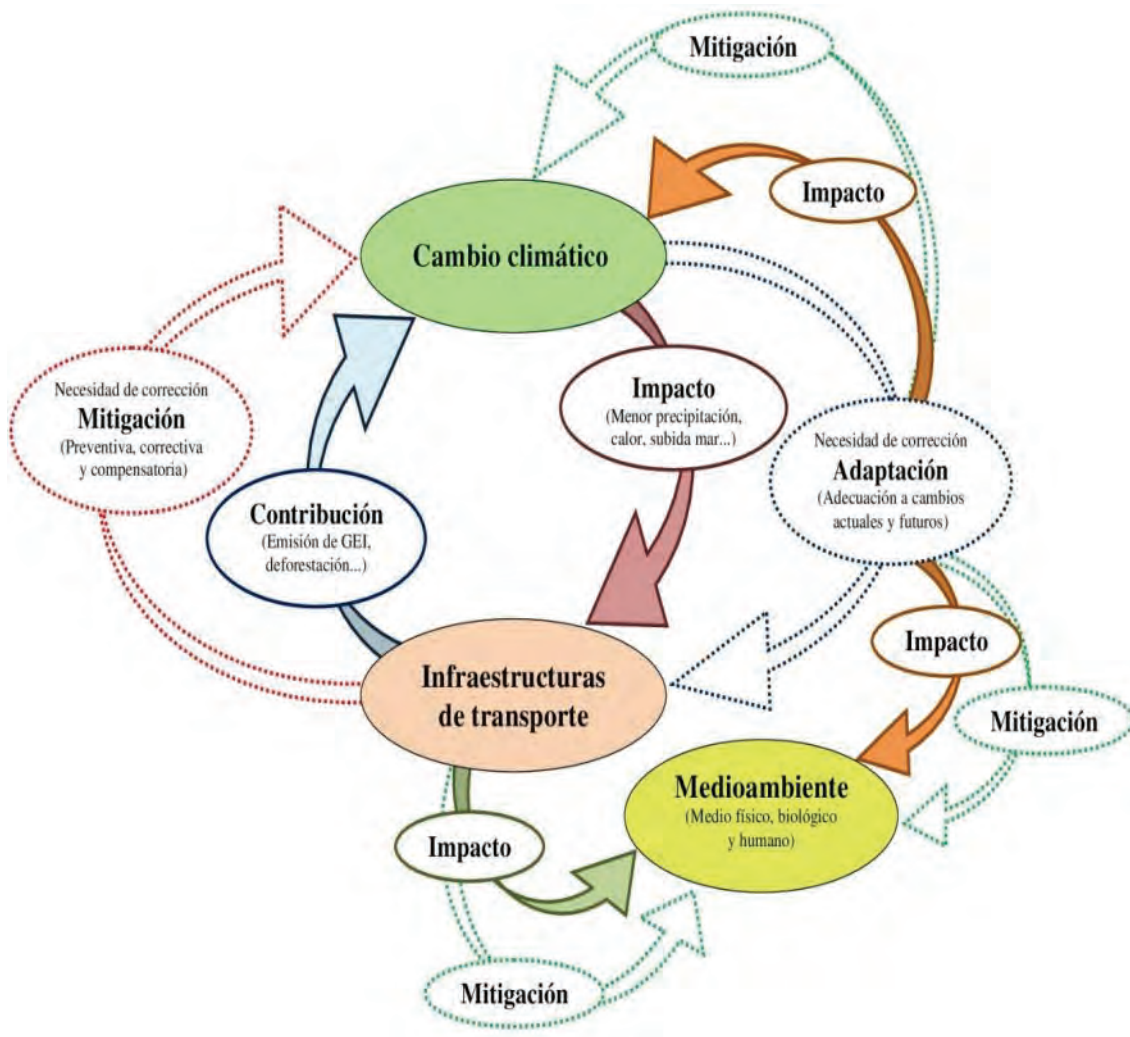 Mitigación
Impacto
Cambio climático
Necesidad de corrección
Mitigación
(Preventiva, correctiva
y compensatoria)
Impacto
(Menor precipitación,
calor, subida mar...)
Necesidad de corrección
Adaptación
(Adecuación a cambios
actuales y futuros)
Contribución
(Emisión de GEI,
deforestación...)
Impacto
Infraestructuras
de transporte
Mitigación
Medioambiente
(Medio físico, biológico
y humano)
Impacto
Mitigación